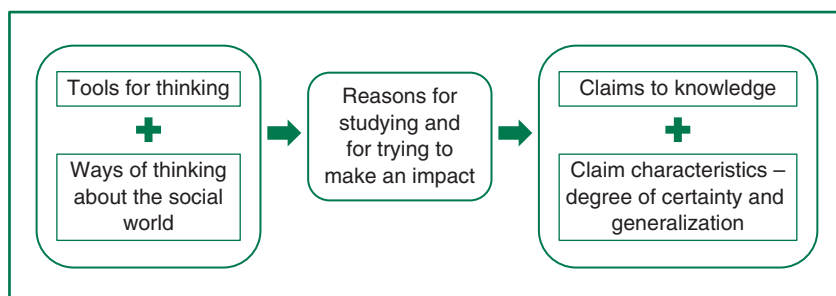 Tools for thinking
Ways of thinking
about the social
world
Reasons for
studying and
for trying to
make an impact
Claims to knowledge
Claim characteristics –
degree of certainty and
generalization